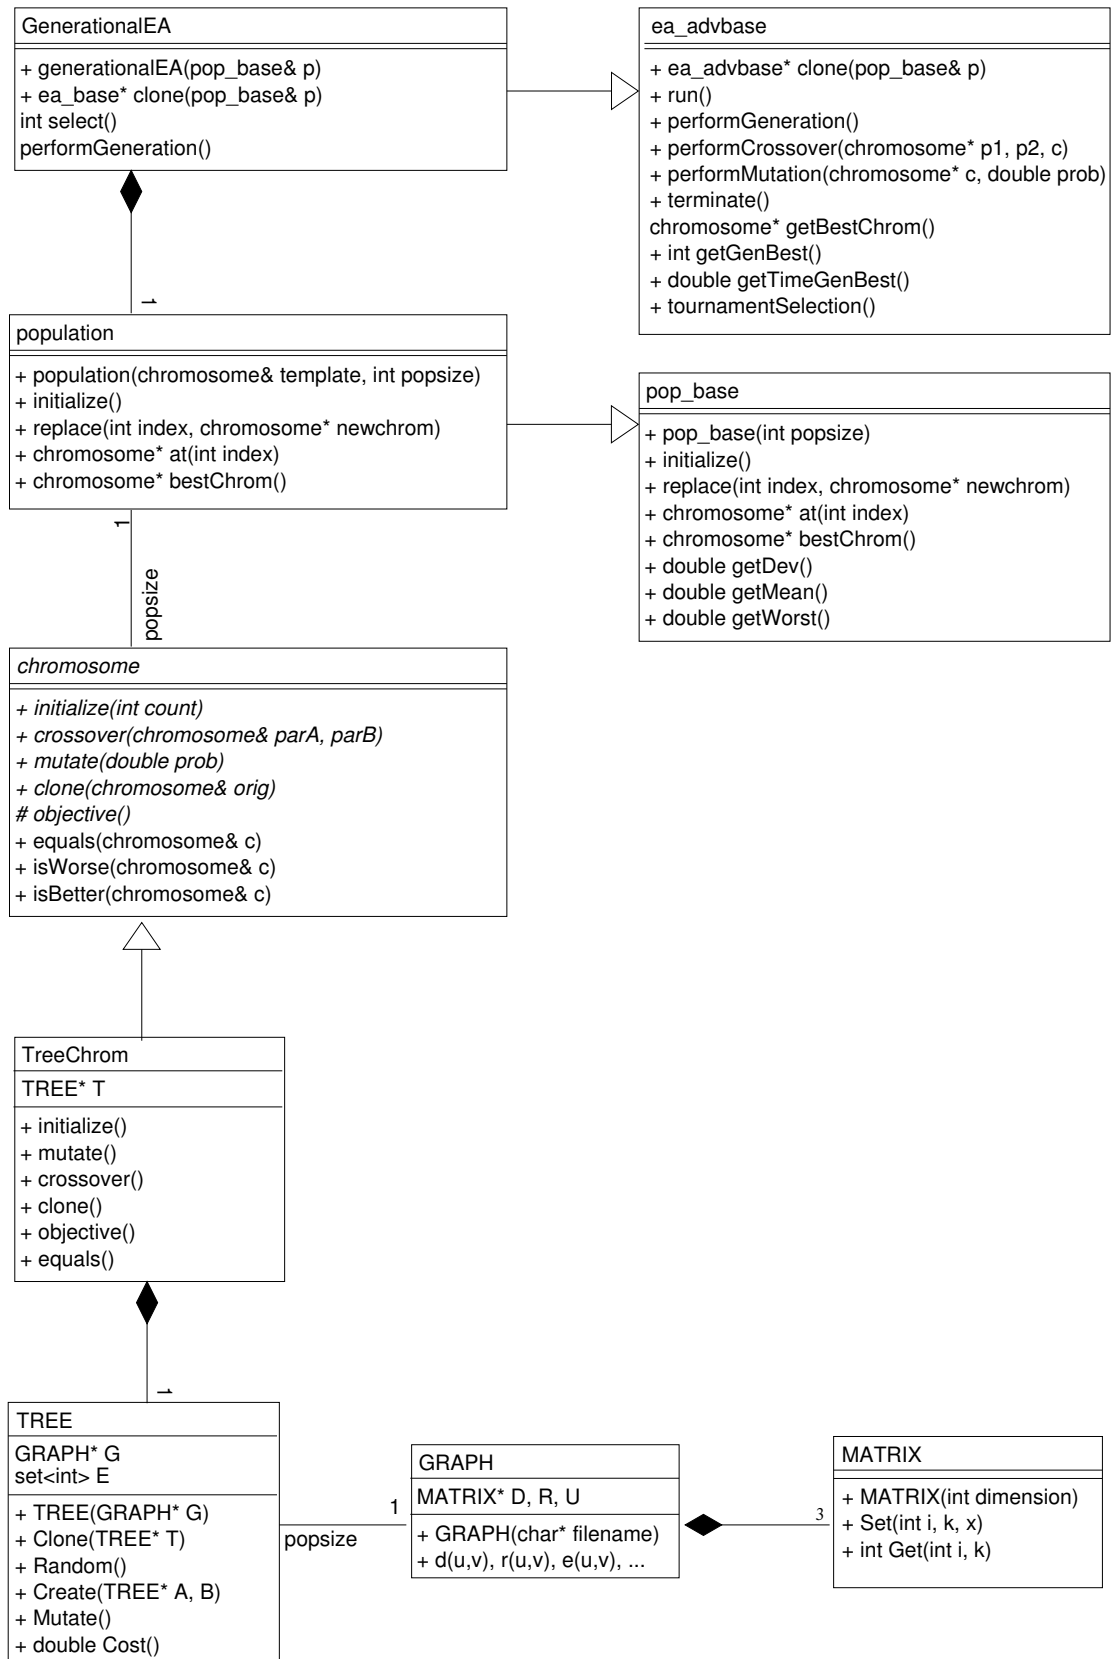 GenerationalEA
+ generationalEA(pop_base& p)
+ ea_base* clone(pop_base& p)
int select()
performGeneration()
ea_advbase
+ ea_advbase* clone(pop_base& p)
+ run()
+ performGeneration()
+ performCrossover(chromosome* p1, p2, c)
+ performMutation(chromosome* c, double prob)
+ terminate()
chromosome* getBestChrom()
+ int getGenBest()
+ double getTimeGenBest()
+ tournamentSelection()
1
population
+ population(chromosome& template, int popsize)
+ initialize()
+ replace(int index, chromosome* newchrom)
+ chromosome* at(int index)
+ chromosome* bestChrom()
pop_base
+ pop_base(int popsize)
+ initialize()
+ replace(int index, chromosome* newchrom)
+ chromosome* at(int index)
+ chromosome* bestChrom()
+ double getDev()
+ double getMean()
+ double getWorst()
1
popsize
chromosome
+ initialize(int count)
+ crossover(chromosome& parA, parB)
+ mutate(double prob)
+ clone(chromosome& orig)
# objective()
+ equals(chromosome& c)
+ isWorse(chromosome& c)
+ isBetter(chromosome& c)
TreeChrom
TREE* T
+ initialize()
+ mutate()
+ crossover()
+ clone()
+ objective()
+ equals()
1
TREE
GRAPH* G
set<int> E
+ TREE(GRAPH* G)
+ Clone(TREE* T)
+ Random()
+ Create(TREE* A, B)
+ Mutate()
+ double Cost()
popsize
1
GRAPH
MATRIX* D, R, U
+ GRAPH(char* filename)
+ d(u,v), r(u,v), e(u,v), ...
3
MATRIX
+ MATRIX(int dimension)
+ Set(int i, k, x)
+ int Get(int i, k)